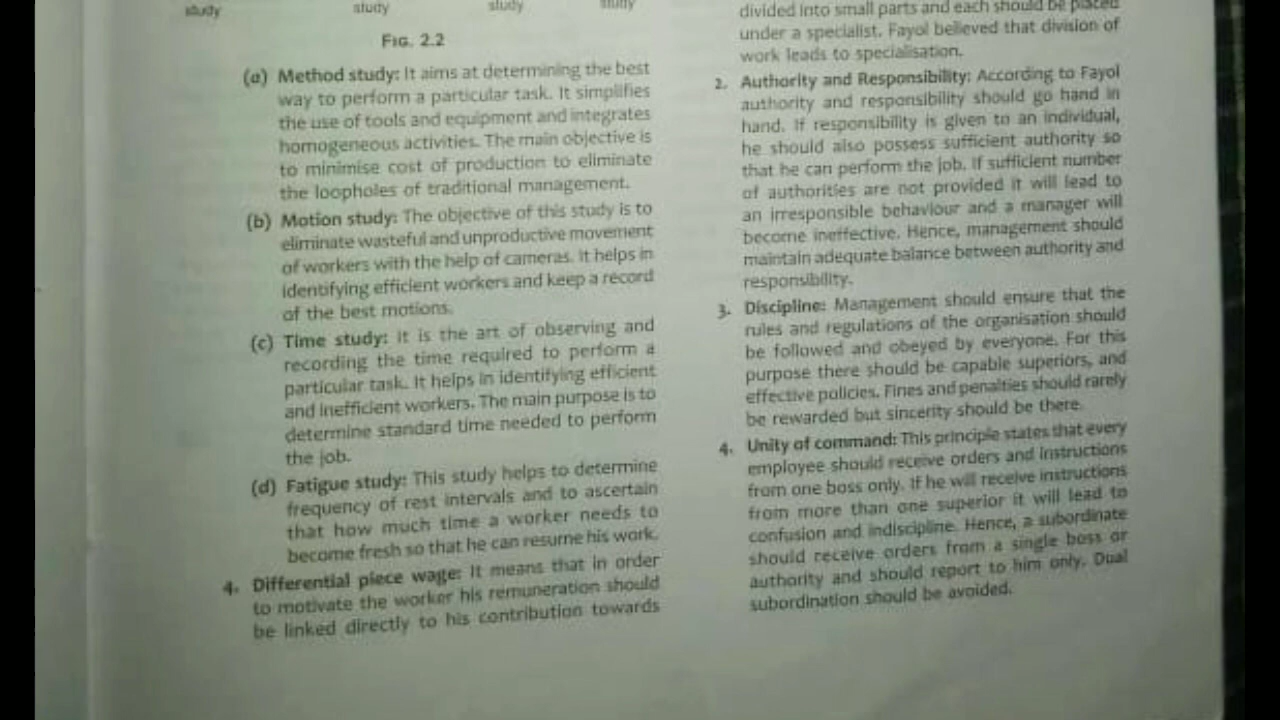 study
study
study
study
FIG. 2.2
(a) Method study: It aims at determining the best
way to perform a particular task. It simplifies
the use of tools and equipment and integrates
homogeneous activities. The main objective is
to minimise cost of production to eliminate
the loopholes of traditional management.
(b) Motion study: The objective of this study is to
eliminate wasteful and unproductive movement
of workers with the help of cameras. It helps in
identifying efficient workers and keep a record
of the best motions.
(c) Time study: It is the art of observing and
recording the time required to perform a
particular task. It helps in identifying efficient
and inefficient workers. The main purpose is to
determine standard time needed to perform
the job.
(d) Fatigue study: This study helps to determine
frequency of rest intervals and to ascertain
that how much time a worker needs to
become fresh so that he can resume his work.
4. Differential piece wage: It means that in order
to motivate the worker his remuneration should
be linked directly to his contribution towards
divided into small parts and each should be placed
under a specialist. Fayol believed that division of
work leads to specialisation.
2. Authority and Responsibility: According to Fayol
authority and responsibility should go hand in
hand. If responsibility is given to an individual,
he should also possess sufficient authority so
that he can perform the job. If sufficient number
of authorities are not provided it will lead to
an irresponsible behaviour and a manager will
become ineffective. Hence, management should
maintain adequate balance between authority and
responsibility.
3. Discipline: Management should ensure that the
rules and regulations of the organisation should
be followed and obeyed by everyone. For this
purpose there should be capable superiors, and
effective policies. Fines and penalties should rarely
be rewarded but sincerity should be there.
4. Unity of command: This principle states that every
employee should receive orders and instructions
from one boss only. If he will receive instructions
from more than one superior it will lead to
confusion and indiscipline. Hence, a subordinate
should receive orders from a single boss or
authority and should report to him only. Dual
subordination should be avoided.